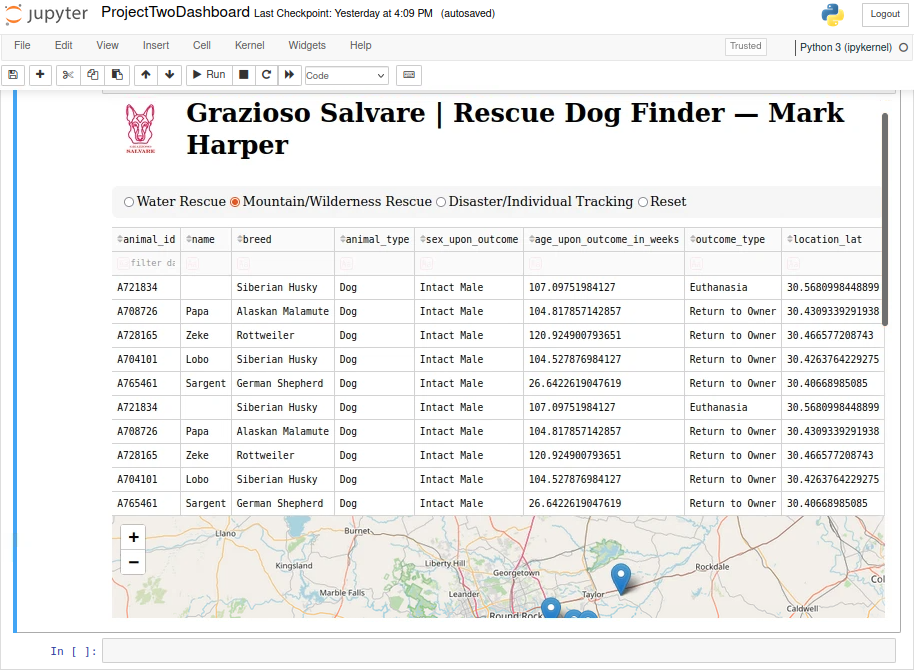 jupyter ProjectTwoDashboard Last Checkpoint: Yesterday at 4:09 PM (autosaved) Logout
File Edit View Insert Cell Kernel Widgets Help Trusted Python 3 (ipykernel)
Run Code
SALVARE
Grazioso Salvare | Rescue Dog Finder — Mark
Harper
Water Rescue Mountain/Wilderness Rescue Disaster/Individual Tracking Reset
animal_id name breed animal_type sex_upon_outcome age_upon_outcome_in_weeks outcome_type location_lat
filter da
A721834 Siberian Husky Dog Intact Male 107.09751984127 Euthanasia 30.5680998448899
A708726 Papa Alaskan Malamute Dog Intact Male 104.817857142857 Return to Owner 30.4309339291938
A728165 Zeke Rottweiler Dog Intact Male 120.924900793651 Return to Owner 30.466577208743
A704101 Lobo Siberian Husky Dog Intact Male 104.527876984127 Return to Owner 30.4263764229275
A765461 Sargent German Shepherd Dog Intact Male 26.6422619047619 Return to Owner 30.40668985085
A721834 Siberian Husky Dog Intact Male 107.09751984127 Euthanasia 30.5680998448899
A708726 Papa Alaskan Malamute Dog Intact Male 104.817857142857 Return to Owner 30.4309339291938
A728165 Zeke Rottweiler Dog Intact Male 120.924900793651 Return to Owner 30.466577208743
A704101 Lobo Siberian Husky Dog Intact Male 104.527876984127 Return to Owner 30.4263764229275
A765461 Sargent German Shepherd Dog Intact Male 26.6422619047619 Return to Owner 30.40668985085
+
−
Llano Burnet
Kingsland Liberty Hill Georgetown Rockdale
Marble Falls Leander Taylor Col
Round Rock Caldwell
In [ ]: